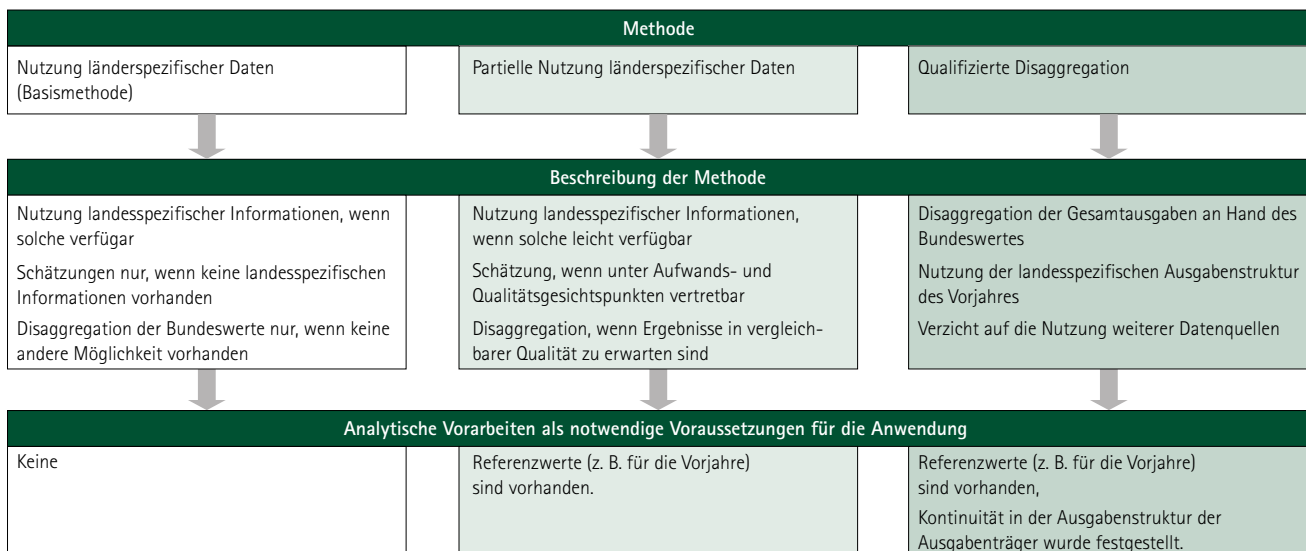 Methode
Nutzung länderspezifischer Daten
(Basismethode)
Partielle Nutzung länderspezifischer Daten
Qualifizierte Disaggregation
Beschreibung der Methode
Nutzung landesspezifischer Informationen, wenn
solche verfügar
Schätzungen nur, wenn keine landesspezifischen
Informationen vorhanden
Disaggregation der Bundeswerte nur, wenn keine
andere Möglichkeit vorhanden
Nutzung landesspezifischer Informationen,
wenn solche leicht verfügbar
Schätzung, wenn unter Aufwands- und
Qualitätsgesichtspunkten vertretbar
Disaggregation, wenn Ergebnisse in vergleich-
barer Qualität zu erwarten sind
Disaggregation der Gesamtausgaben an Hand des
Bundeswertes
Nutzung der landesspezifischen Ausgabenstruktur
des Vorjahres
Verzicht auf die Nutzung weiterer Datenquellen
Analytische Vorarbeiten als notwendige Voraussetzungen für die Anwendung
Keine
Referenzwerte (z. B. für die Vorjahre)
sind vorhanden.
Referenzwerte (z. B. für die Vorjahre)
sind vorhanden,
Kontinuität in der Ausgabenstruktur der
Ausgabenträger wurde festgestellt.